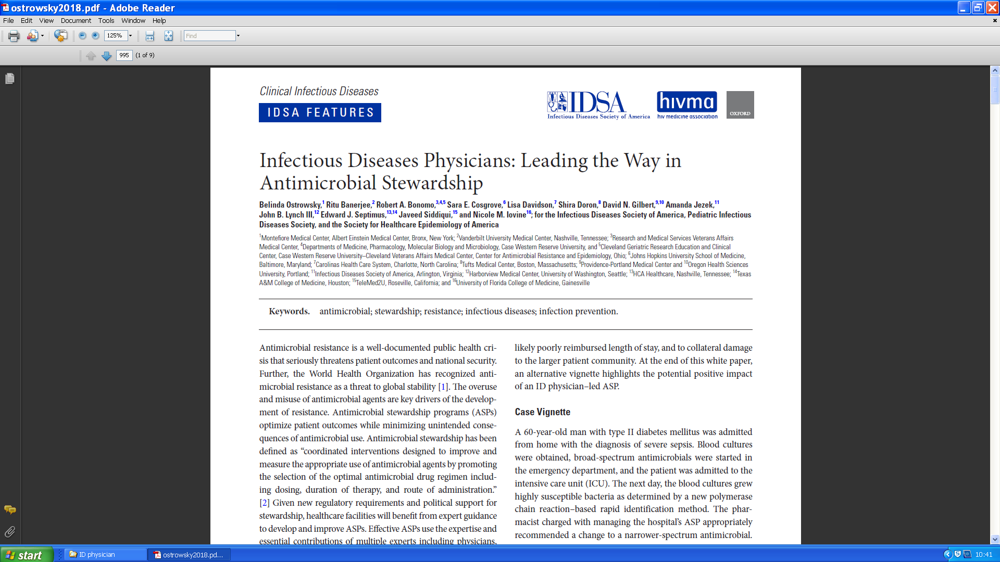 ostrowsky2018.pdf - Adobe Reader
File Edit View Document Tools Window Help
125% Find
995 (1 of 9)
Clinical Infectious Diseases
IDSA FEATURES
IDSA
Infectious Diseases Society of America
hivma
hiv medicine association
OXFORD
Infectious Diseases Physicians: Leading the Way in
Antimicrobial Stewardship
Belinda Ostrowsky,1 Ritu Banerjee,2 Robert A. Bonomo,3,4,5 Sara E. Cosgrove,6 Lisa Davidson,7 Shira Doron,8 David N. Gilbert,9,10 Amanda Jezek,11
John B. Lynch III,12 Edward J. Septimus,13,14 Javeed Siddiqui,15 and Nicole M. Iovine16; for the Infectious Diseases Society of America, Pediatric Infectious
Diseases Society, and the Society for Healthcare Epidemiology of America
1Montefiore Medical Center, Albert Einstein Medical Center, Bronx, New York; 2Vanderbilt University Medical Center, Nashville, Tennessee; 3Research and Medical Services Veterans Affairs
Medical Center, 4Departments of Medicine, Pharmacology, Molecular Biology and Microbiology, Case Western Reserve University, and 5Cleveland Geriatric Research Education and Clinical
Center, Case Western Reserve University–Cleveland Veterans Affairs Medical Center, Center for Antimicrobial Resistance and Epidemiology, Ohio; 6Johns Hopkins University School of Medicine,
Baltimore, Maryland; 7Carolinas Health Care System, Charlotte, North Carolina; 8Tufts Medical Center, Boston, Massachusetts; 9Providence-Portland Medical Center and 10Oregon Health Sciences
University, Portland; 11Infectious Diseases Society of America, Arlington, Virginia; 12Harborview Medical Center, University of Washington, Seattle; 13HCA Healthcare, Nashville, Tennessee; 14Texas
A&M College of Medicine, Houston; 15TeleMed2U, Roseville, California; and 16University of Florida College of Medicine, Gainesville
Keywords. antimicrobial; stewardship; resistance; infectious diseases; infection prevention.
Antimicrobial resistance is a well-documented public health cri-
sis that seriously threatens patient outcomes and national security.
Further, the World Health Organization has recognized anti-
microbial resistance as a threat to global stability [1]. The overuse
and misuse of antimicrobial agents are key drivers of the develop-
ment of resistance. Antimicrobial stewardship programs (ASPs)
optimize patient outcomes while minimizing unintended conse-
quences of antimicrobial use. Antimicrobial stewardship has been
defined as “coordinated interventions designed to improve and
measure the appropriate use of antimicrobial agents by promoting
the selection of the optimal antimicrobial drug regimen includ-
ing dosing, duration of therapy, and route of administration.”
[2] Given new regulatory requirements and political support for
stewardship, healthcare facilities will benefit from expert guidance
to develop and improve ASPs. Effective ASPs use the expertise and
essential contributions of multiple experts including physicians,
likely poorly reimbursed length of stay, and to collateral damage
to the larger patient community. At the end of this white paper,
an alternative vignette highlights the potential positive impact
of an ID physician–led ASP.
Case Vignette
A 60-year-old man with type II diabetes mellitus was admitted
from home with the diagnosis of severe sepsis. Blood cultures
were obtained, broad-spectrum antimicrobials were started in
the emergency department, and the patient was admitted to the
intensive care unit (ICU). The next day, the blood cultures grew
highly susceptible bacteria as determined by a new polymerase
chain reaction–based rapid identification method. The phar-
macist charged with managing the hospital’s ASP appropriately
recommended a change to a narrower-spectrum antimicrobial.
start ID physician ostrowsky2018.pd... 10:41